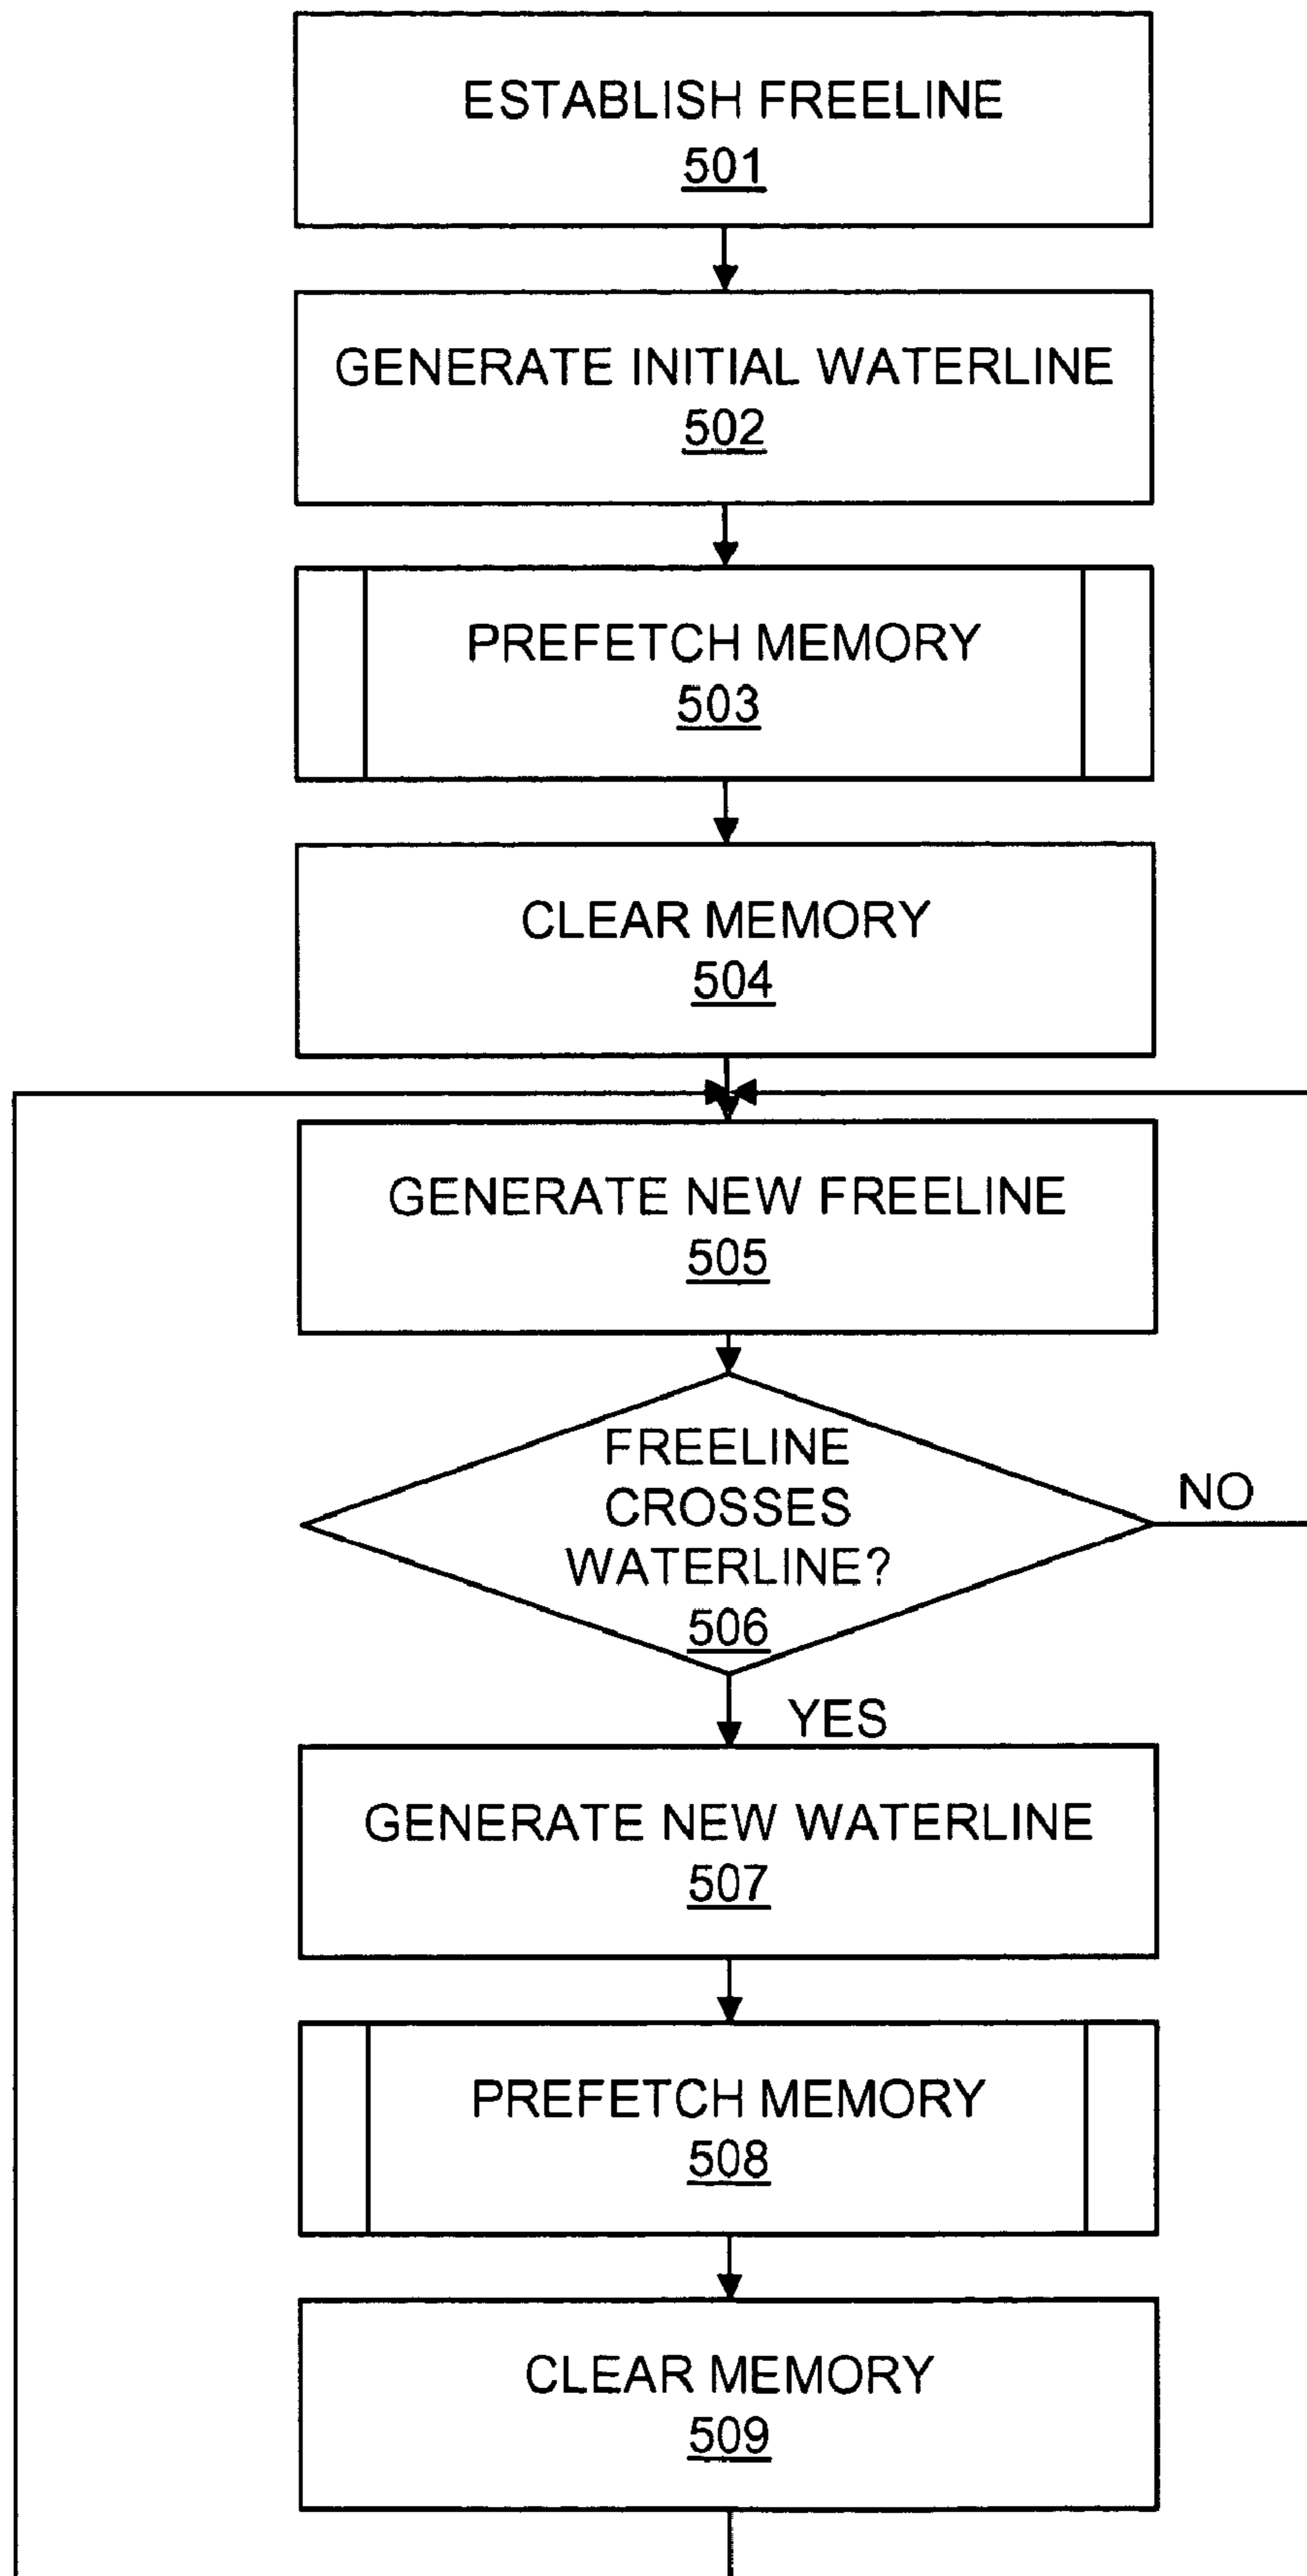 ESTABLISH FREELINE
501
GENERATE INITIAL WATERLINE
502
PREFETCH MEMORY
503
CLEAR MEMORY
504
GENERATE NEW FREELINE
505
FREELINE
CROSSES
WATERLINE?
506
NO
YES
GENERATE NEW WATERLINE
507
PREFETCH MEMORY
508
CLEAR MEMORY
509